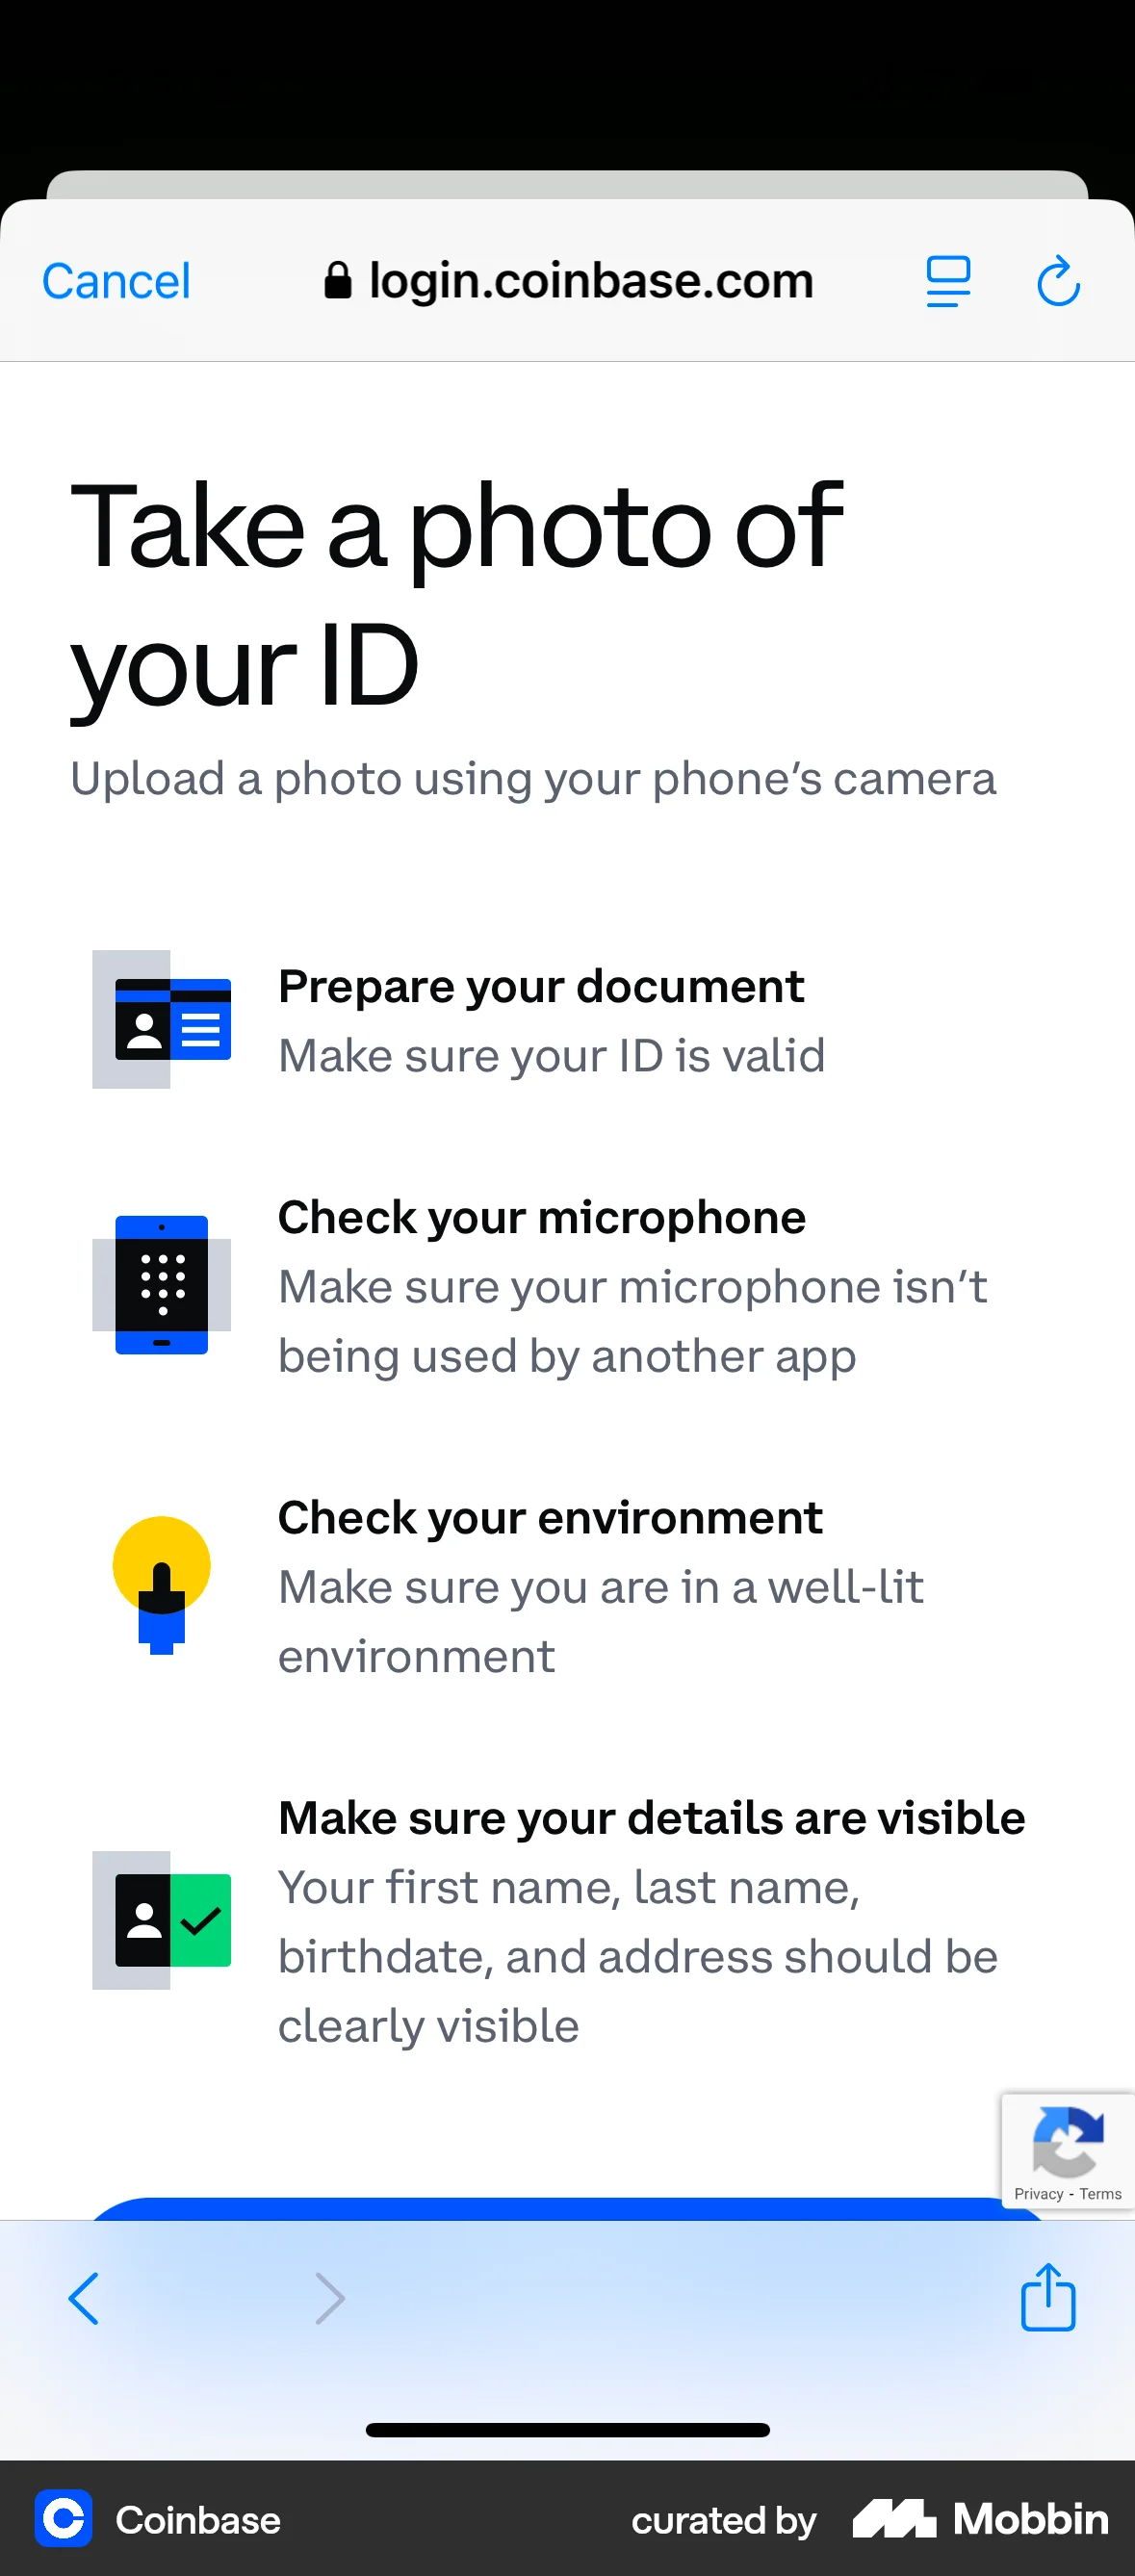 Cancel
login.coinbase.com
Take a photo of
your ID
Upload a photo using your phone’s camera
Prepare your document
Make sure your ID is valid
Check your microphone
Make sure your microphone isn’t
being used by another app
Check your environment
Make sure you are in a well-lit
environment
Make sure your details are visible
Your first name, last name,
birthdate, and address should be
clearly visible
Privacy - Terms
Coinbase
curated by Mobbin